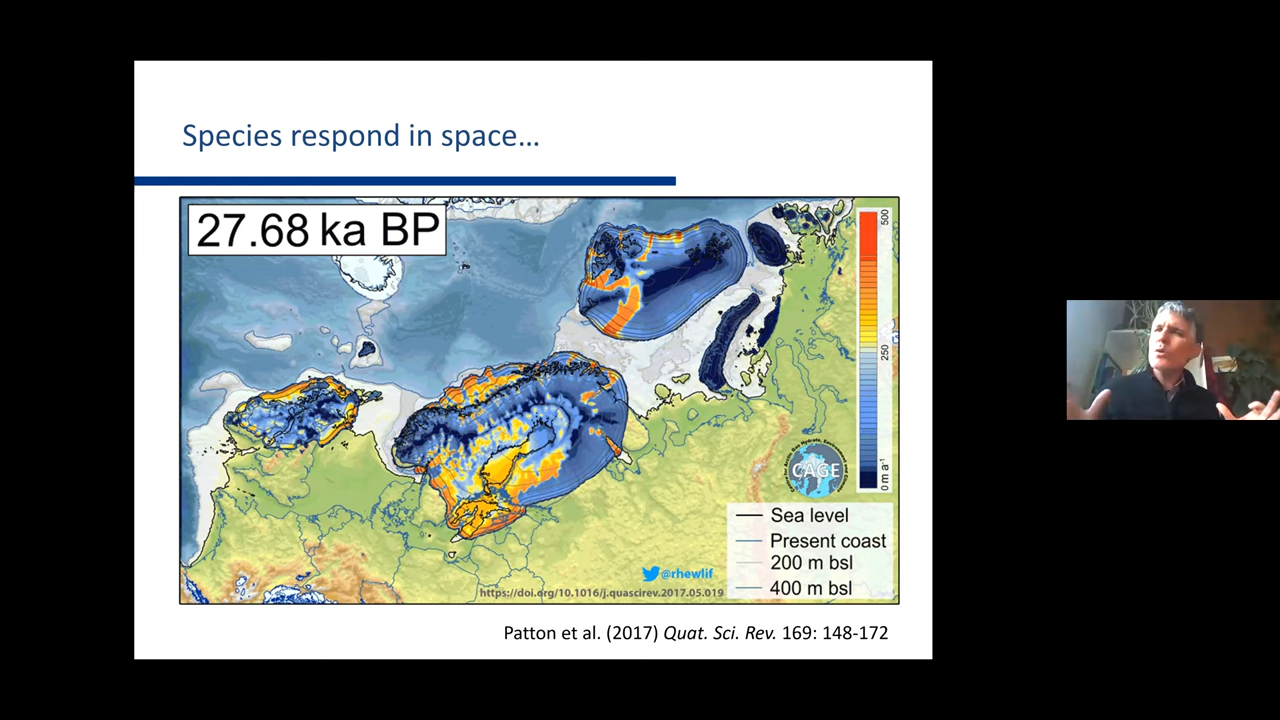 Species respond in space...
27.68 ka BP
500
250
0 m a⁻¹
CAGE
Sea level
Present coast
200 m bsl
400 m bsl
@rhewlif
https://doi.org/10.1016/j.quascirev.2017.05.019
Patton et al. (2017) Quat. Sci. Rev. 169: 148-172